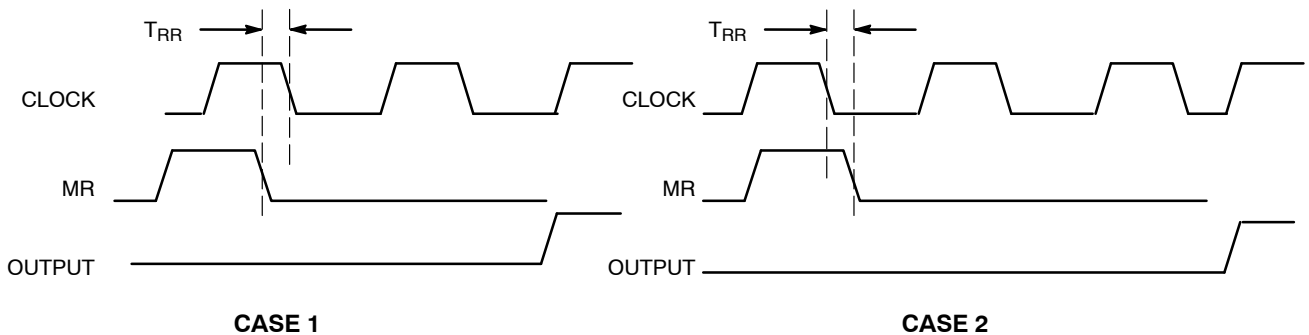 T_RR T_RR
CLOCK CLOCK
MR MR
OUTPUT OUTPUT
CASE 1 CASE 2